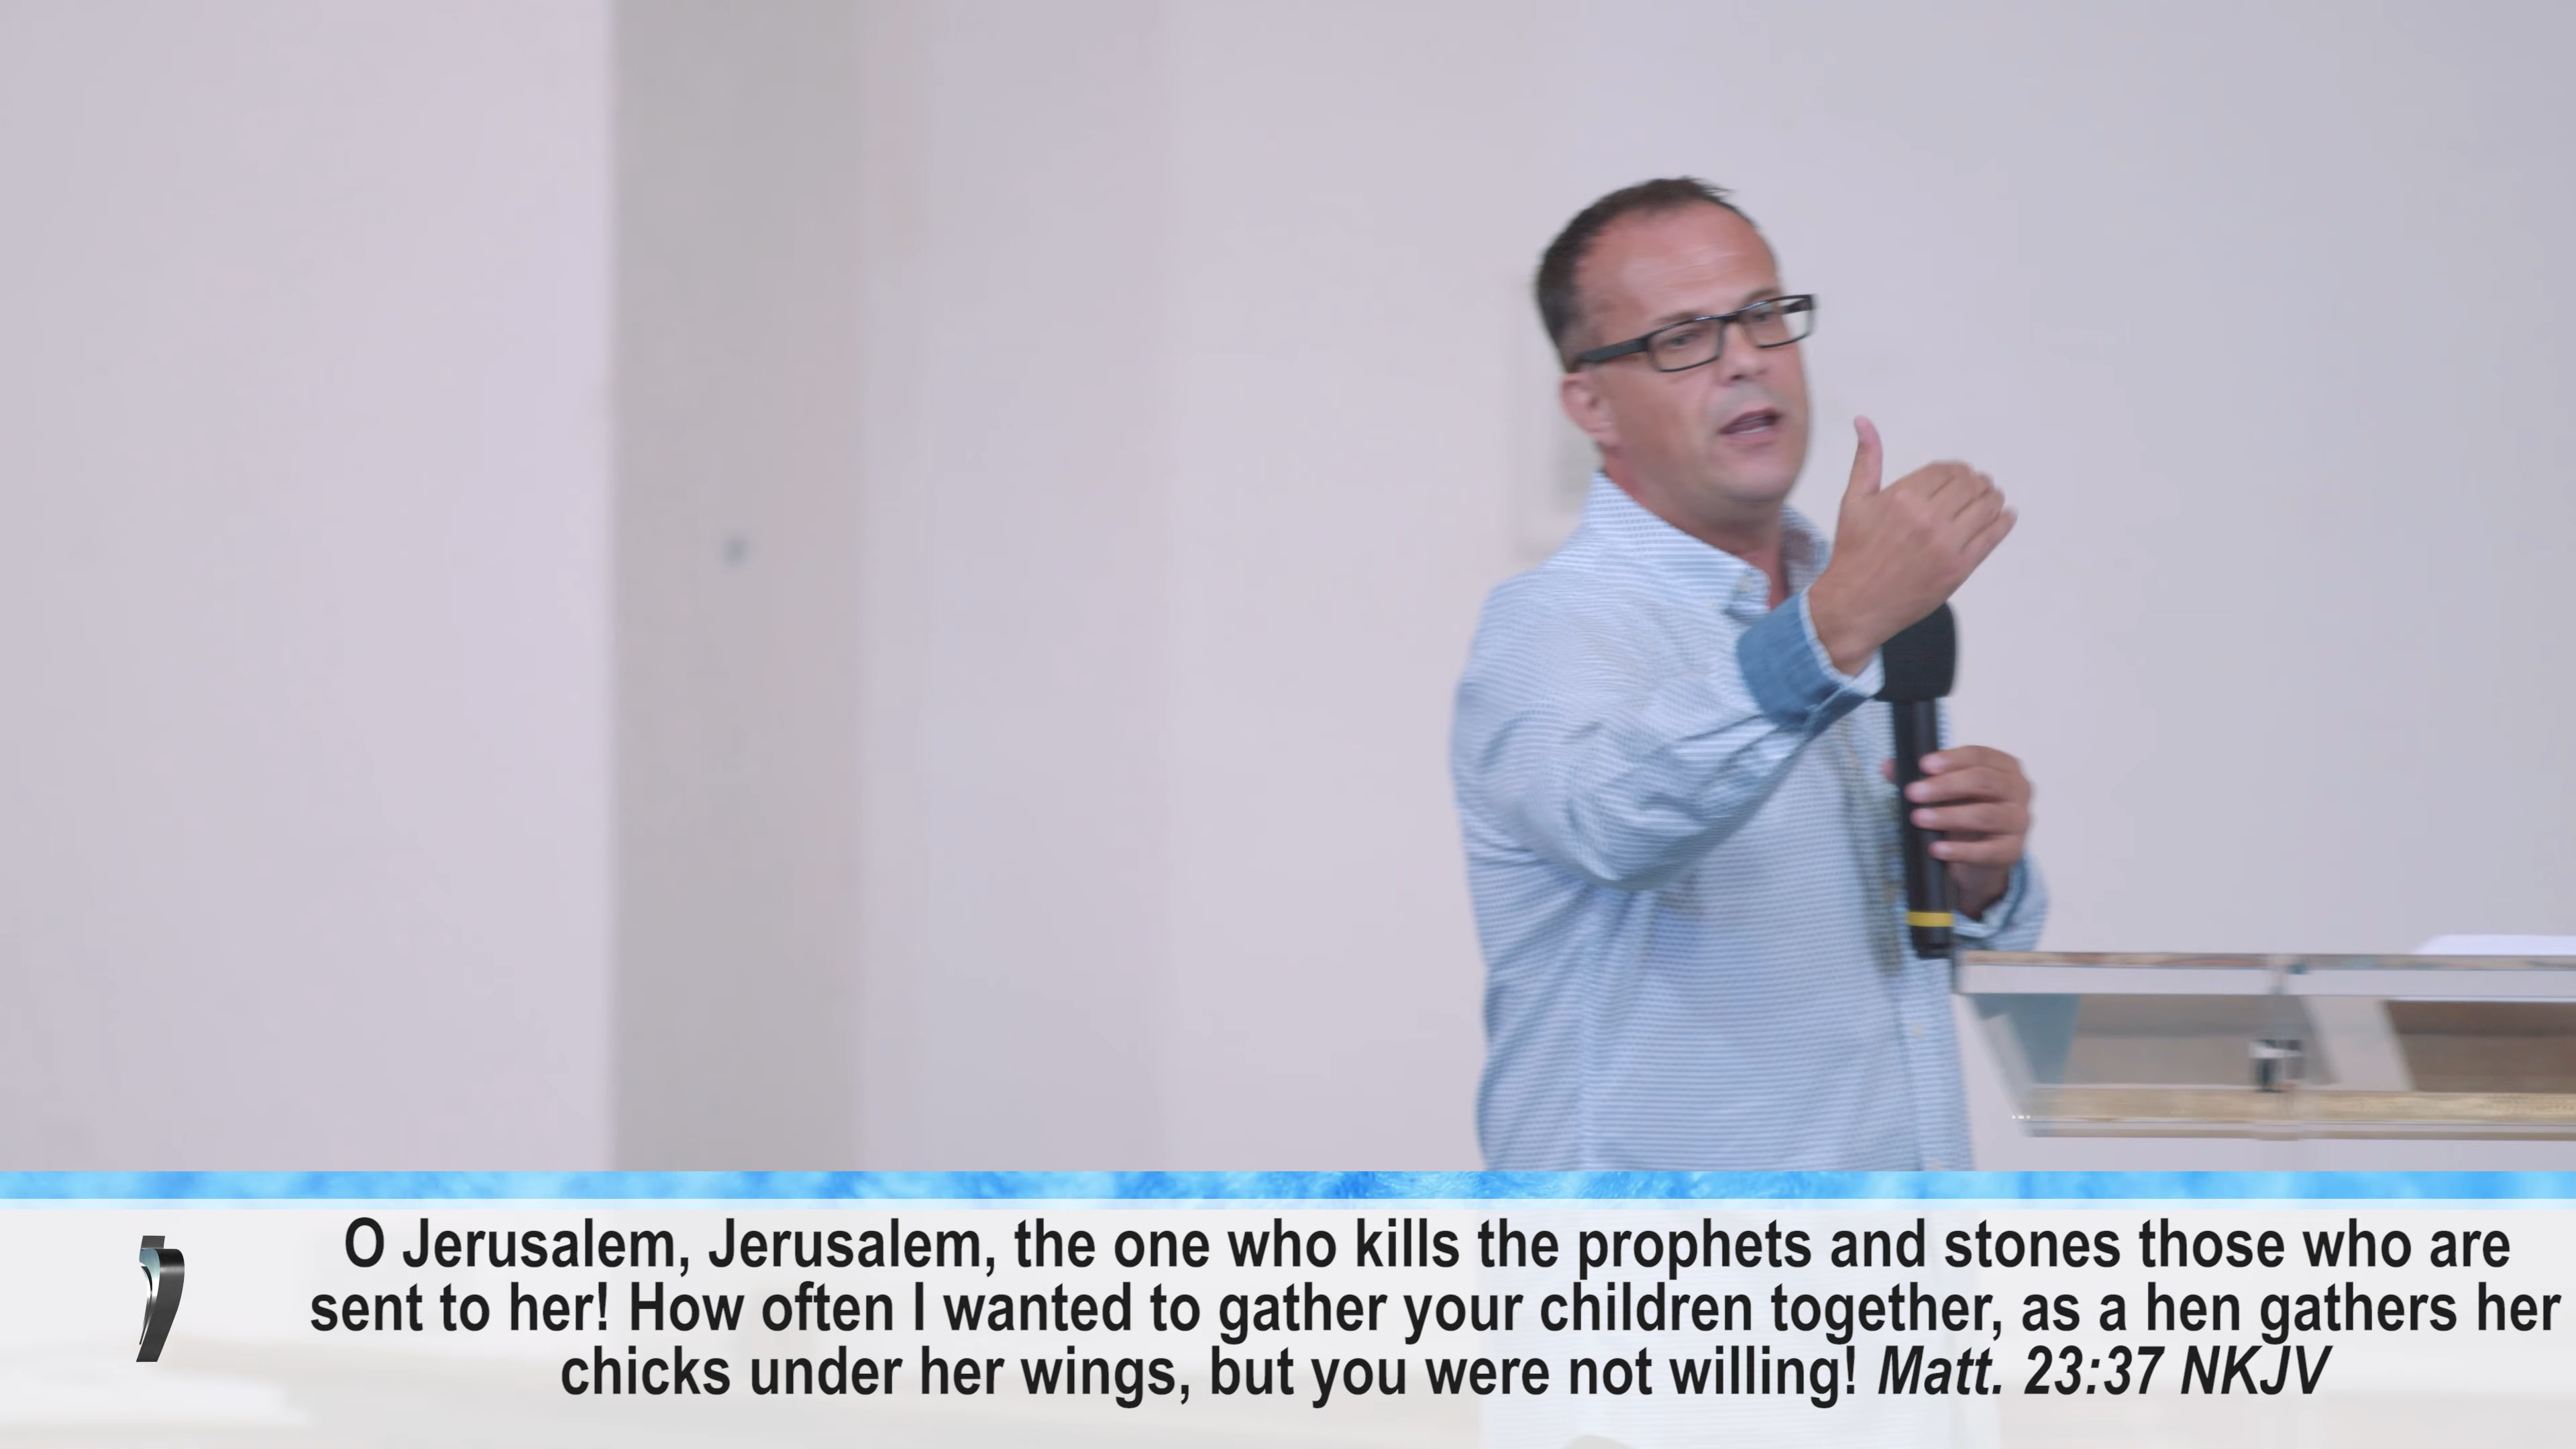 O Jerusalem, Jerusalem, the one who kills the prophets and stones those who are
sent to her! How often I wanted to gather your children together, as a hen gathers her
chicks under her wings, but you were not willing! Matt. 23:37 NKJV